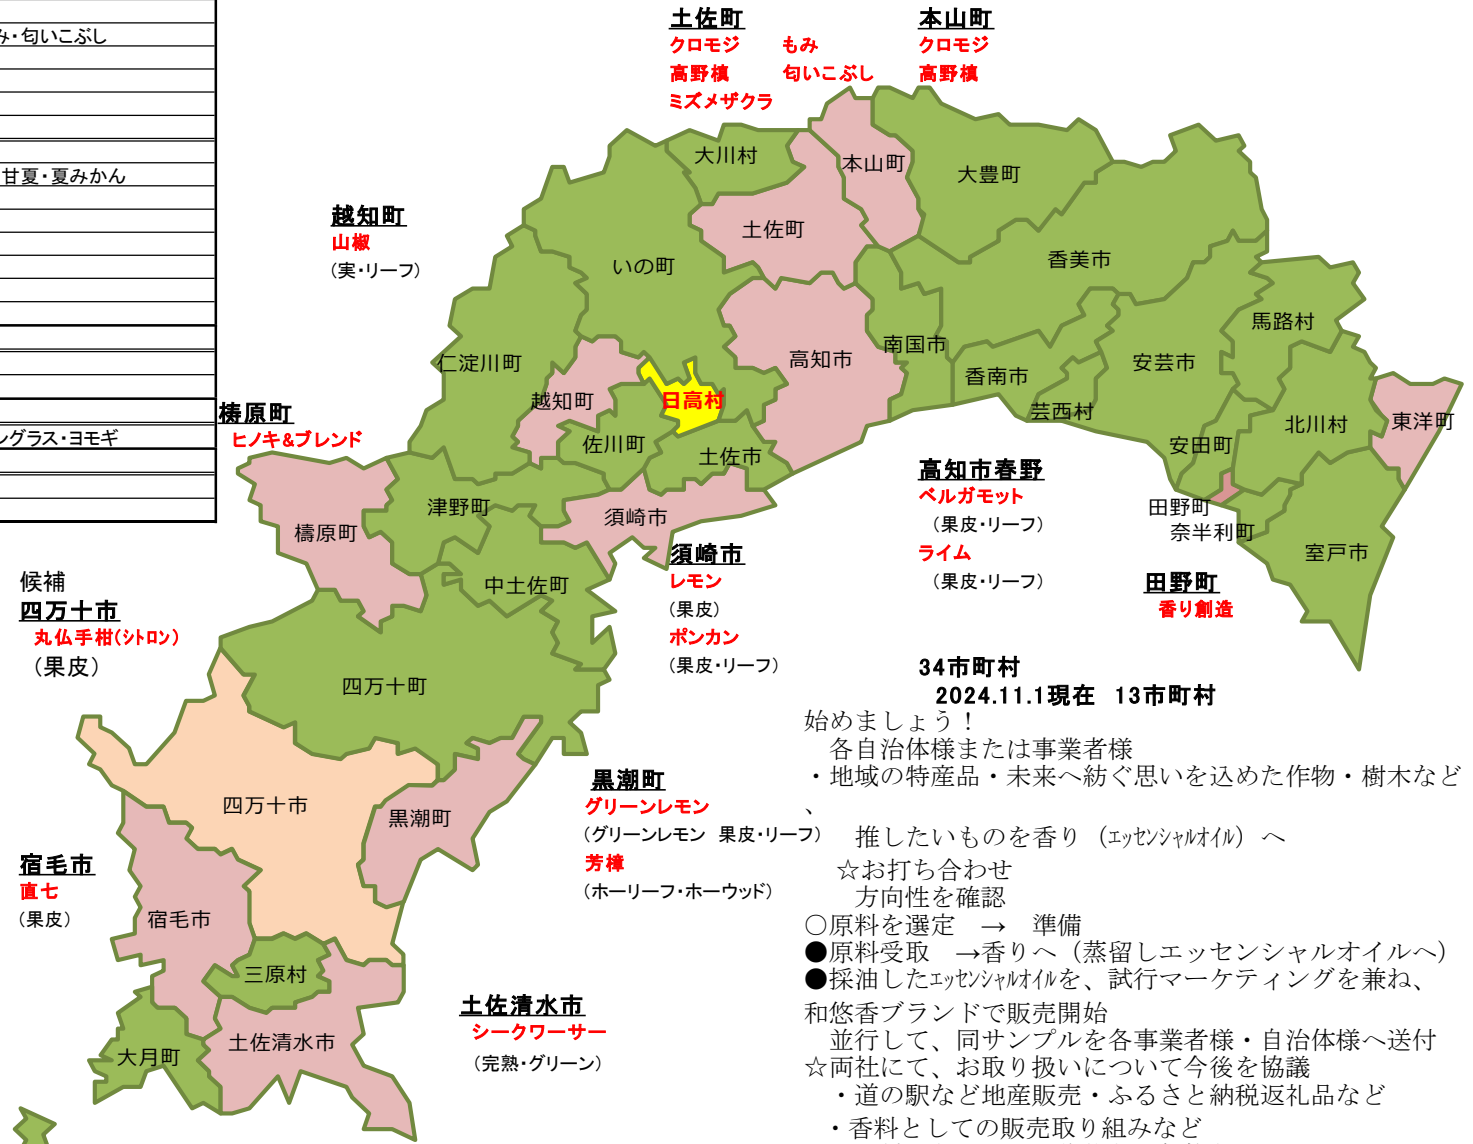 み・匂いこぶし
甘夏・夏みかん
ングラス・ヨモギ
土佐町
クロモジ もみ
高野槙 匂いこぶし
ミズメザクラ
本山町
クロモジ
高野槙
越知町
山椒
(実・リーフ)
梼原町
ヒノキ&ブレンド
大川村
本山町
大豊町
土佐町
いの町
香美市
馬路村
仁淀川町
高知市
南国市
安芸市
香南市
越知町
日高村
芸西村
北川村
東洋町
佐川町
土佐市
安田町
津野町
須崎市
田野町
奈半利町
檮原町
室戸市
中土佐町
四万十町
四万十市
黒潮町
宿毛市
三原村
大月町
土佐清水市
候補
四万十市
丸仏手柑(シトロン)
(果皮)
須崎市
レモン
(果皮)
ポンカン
(果皮・リーフ)
高知市春野
ベルガモット
(果皮・リーフ)
ライム
(果皮・リーフ)
田野町
香り創造
黒潮町
グリーンレモン
(グリーンレモン 果皮・リーフ)
芳樟
(ホーリーフ・ホーウッド)
宿毛市
直七
(果皮)
土佐清水市
シークワーサー
(完熟・グリーン)
34市町村
2024.11.1現在 13市町村
始めましょう！
各自治体様または事業者様
・地域の特産品・未来へ紡ぐ思いを込めた作物・樹木など
、
推したいものを香り（エッセンシャルオイル）へ
☆お打ち合わせ
方向性を確認
○原料を選定 → 準備
●原料受取 →香りへ（蒸留しエッセンシャルオイルへ）
●採油したエッセンシャルオイルを、試行マーケティングを兼ね、
和悠香ブランドで販売開始
並行して、同サンプルを各事業者様・自治体様へ送付
☆両社にて、お取り扱いについて今後を協議
・道の駅など地産販売・ふるさと納税返礼品など
・香料としての販売取り組みなど